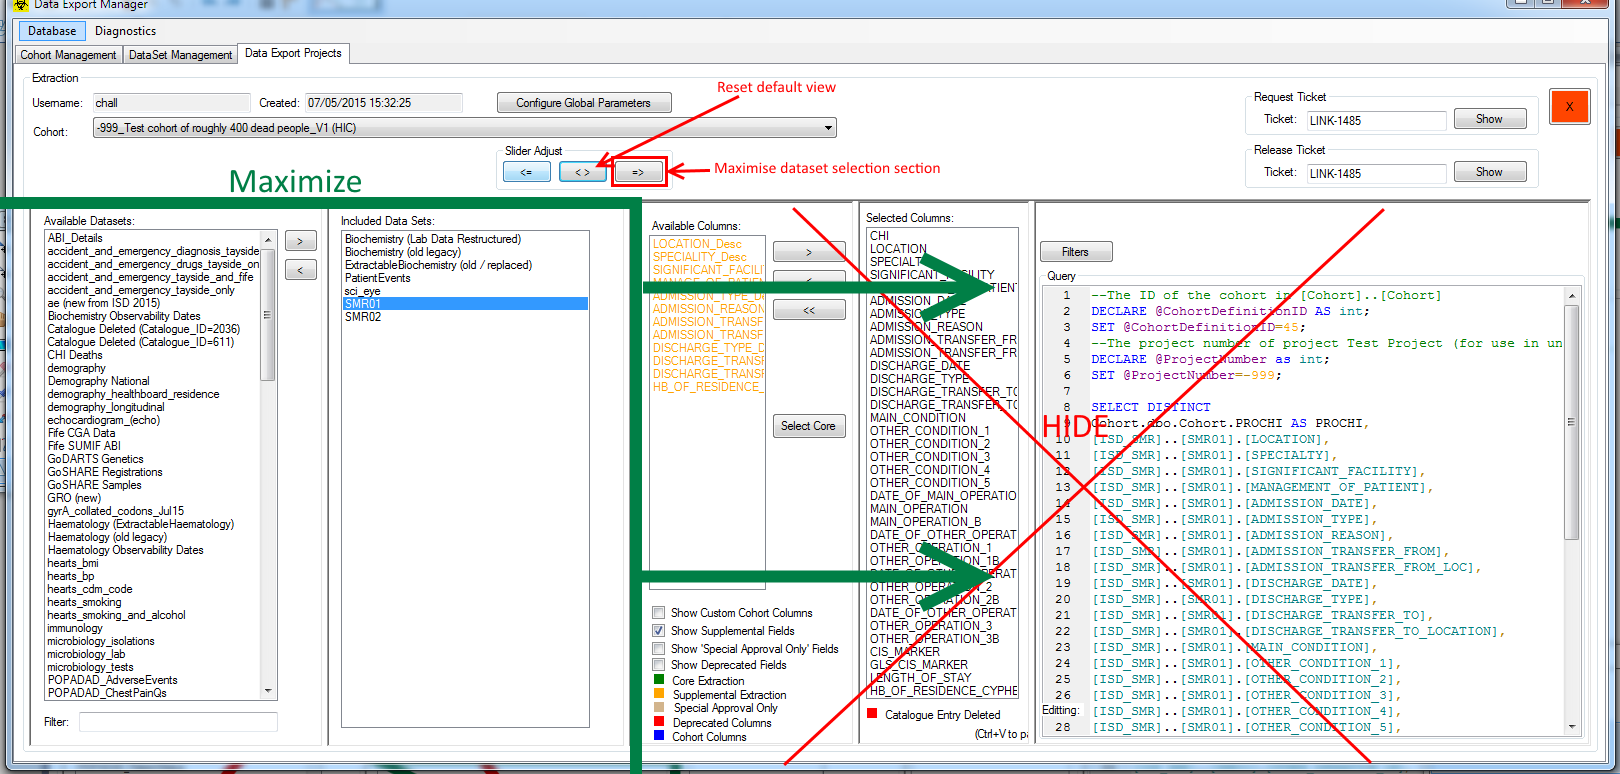 Data Export Manager
Database
Diagnostics
Cohort Management
DataSet Management
Data Export Projects
Extraction
Username:
chall
Created:
07/05/2015 15:32:25
Configure Global Parameters
Reset default view
Request Ticket
Ticket:
LINK-1485
Show
X
Cohort:
-999_Test cohort of roughly 400 dead people_V1 (HIC)
Slider Adjust
<=
< >
=>
Maximise dataset selection section
Release Ticket
Ticket:
LINK-1485
Show
Maximize
Available Datasets:
ABI_Details
accident_and_emergency_diagnosis_tayside
accident_and_emergency_drugs_tayside_on
accident_and_emergency_tayside_and_fife
accident_and_emergency_tayside_only
ae (new from ISD 2015)
Biochemistry Observability Dates
Catalogue Deleted (Catalogue_ID=2036)
Catalogue Deleted (Catalogue_ID=611)
CHI Deaths
demography
Demography National
demography_healthboard_residence
demography_longitudinal
echocardiogram_(echo)
Fife CGA Data
Fife SUMIF ABI
GoDARTS Genetics
GoSHARE Registrations
GoSHARE Samples
GRO (new)
gyrA_collated_codons_Jul15
Haematology (ExtractableHaematology)
Haematology (old legacy)
Haematology Observability Dates
hearts_bmi
hearts_bp
hearts_cdm_code
hearts_smoking
hearts_smoking_and_alcohol
immunology
microbiology_isolations
microbiology_lab
microbiology_tests
POPADAD_AdverseEvents
POPADAD_ChestPainQs
Filter:
>
<
Included Data Sets:
Biochemistry (Lab Data Restructured)
Biochemistry (old legacy)
ExtractableBiochemistry (old / replaced)
PatientEvents
sci_eye
SMR01
SMR02
Available Columns:
LOCATION_Desc
SPECIALITY_Desc
SIGNIFICANT_FACILI
ADMISSION_TYPE_D
ADMISSION_REASON
ADMISSION_TRANSF
ADMISSION_TRANSF
DISCHARGE_TYPE_D
DISCHARGE_TRANSF
DISCHARGE_TRANSF
HB_OF_RESIDENCE_
>
<
<<
Select Core
Show Custom Cohort Columns
Show Supplemental Fields
Show 'Special Approval Only' Fields
Show Deprecated Fields
Core Extraction
Supplemental Extraction
Special Approval Only
Deprecated Columns
Cohort Columns
Selected Columns:
CHI
LOCATION
SPECIALTY
SIGNIFICANT_FACILITY
ADMISSION_DATE
ADMISSION_TYPE
ADMISSION_REASON
ADMISSION_TRANSFER_FR
ADMISSION_TRANSFER_FR
DISCHARGE_DATE
DISCHARGE_TYPE
DISCHARGE_TRANSFER_TO
DISCHARGE_TRANSFER_TO
MAIN_CONDITION
OTHER_CONDITION_1
OTHER_CONDITION_2
OTHER_CONDITION_3
OTHER_CONDITION_4
OTHER_CONDITION_5
DATE_OF_MAIN_OPERATIO
MAIN_OPERATION
MAIN_OPERATION_B
DATE_OF_OTHER_OPERAT
OTHER_OPERATION_1
OTHER_OPERATION_1B
OTHER_OPERATION_2
OTHER_OPERATION_2B
DATE_OF_OTHER_OPERAT
OTHER_OPERATION_3
OTHER_OPERATION_3B
CIS_MARKER
GLS_CIS_MARKER
LENGTH_OF_STAY
HB_OF_RESIDENCE_CYPHE
Catalogue Entry Deleted
(Ctrl+V to pa
Filters
Query
1 --The ID of the cohort in [Cohort]..[Cohort]
2 DECLARE @CohortDefinitionID AS int;
3 SET @CohortDefinitionID=45;
4 --The project number of project Test Project (for use in un
5 DECLARE @ProjectNumber as int;
6 SET @ProjectNumber=-999;
7
8 SELECT DISTINCT
HIDE
9 Cohort.dbo.Cohort.PROCHI AS PROCHI,
10 [ISD_SMR]..[SMR01].[LOCATION],
11 [ISD_SMR]..[SMR01].[SPECIALTY],
12 [ISD_SMR]..[SMR01].[SIGNIFICANT_FACILITY],
13 [ISD_SMR]..[SMR01].[MANAGEMENT_OF_PATIENT],
14 [ISD_SMR]..[SMR01].[ADMISSION_DATE],
15 [ISD_SMR]..[SMR01].[ADMISSION_TYPE],
16 [ISD_SMR]..[SMR01].[ADMISSION_REASON],
17 [ISD_SMR]..[SMR01].[ADMISSION_TRANSFER_FROM],
18 [ISD_SMR]..[SMR01].[ADMISSION_TRANSFER_FROM_LOC],
19 [ISD_SMR]..[SMR01].[DISCHARGE_DATE],
20 [ISD_SMR]..[SMR01].[DISCHARGE_TYPE],
21 [ISD_SMR]..[SMR01].[DISCHARGE_TRANSFER_TO],
22 [ISD_SMR]..[SMR01].[DISCHARGE_TRANSFER_TO_LOCATION],
23 [ISD_SMR]..[SMR01].[MAIN_CONDITION],
24 [ISD_SMR]..[SMR01].[OTHER_CONDITION_1],
25 [ISD_SMR]..[SMR01].[OTHER_CONDITION_2],
26 [ISD_SMR]..[SMR01].[OTHER_CONDITION_3],
Editing:
27 [ISD_SMR]..[SMR01].[OTHER_CONDITION_4],
28 [ISD_SMR]..[SMR01].[OTHER_CONDITION_5],